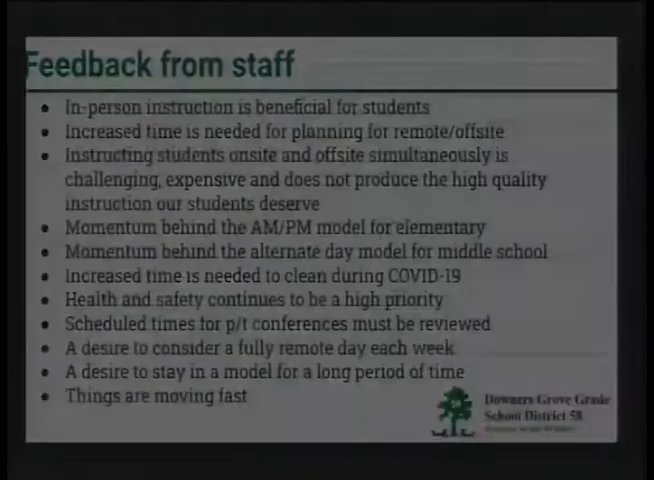 Feedback from staff
• In-person instruction is beneficial for students
• Increased time is needed for planning for remote/offsite
• Instructing students onsite and offsite simultaneously is
challenging, expensive and does not produce the high quality
instruction our students deserve
• Momentum behind the AM/PM model for elementary
• Momentum behind the alternate day model for middle school
• Increased time is needed to clean during COVID-19
• Health and safety continues to be a high priority
• Scheduled times for p/t conferences must be reviewed
• A desire to consider a fully remote day each week
• A desire to stay in a model for a long period of time
• Things are moving fast
Downers Grove Grade
School District 58